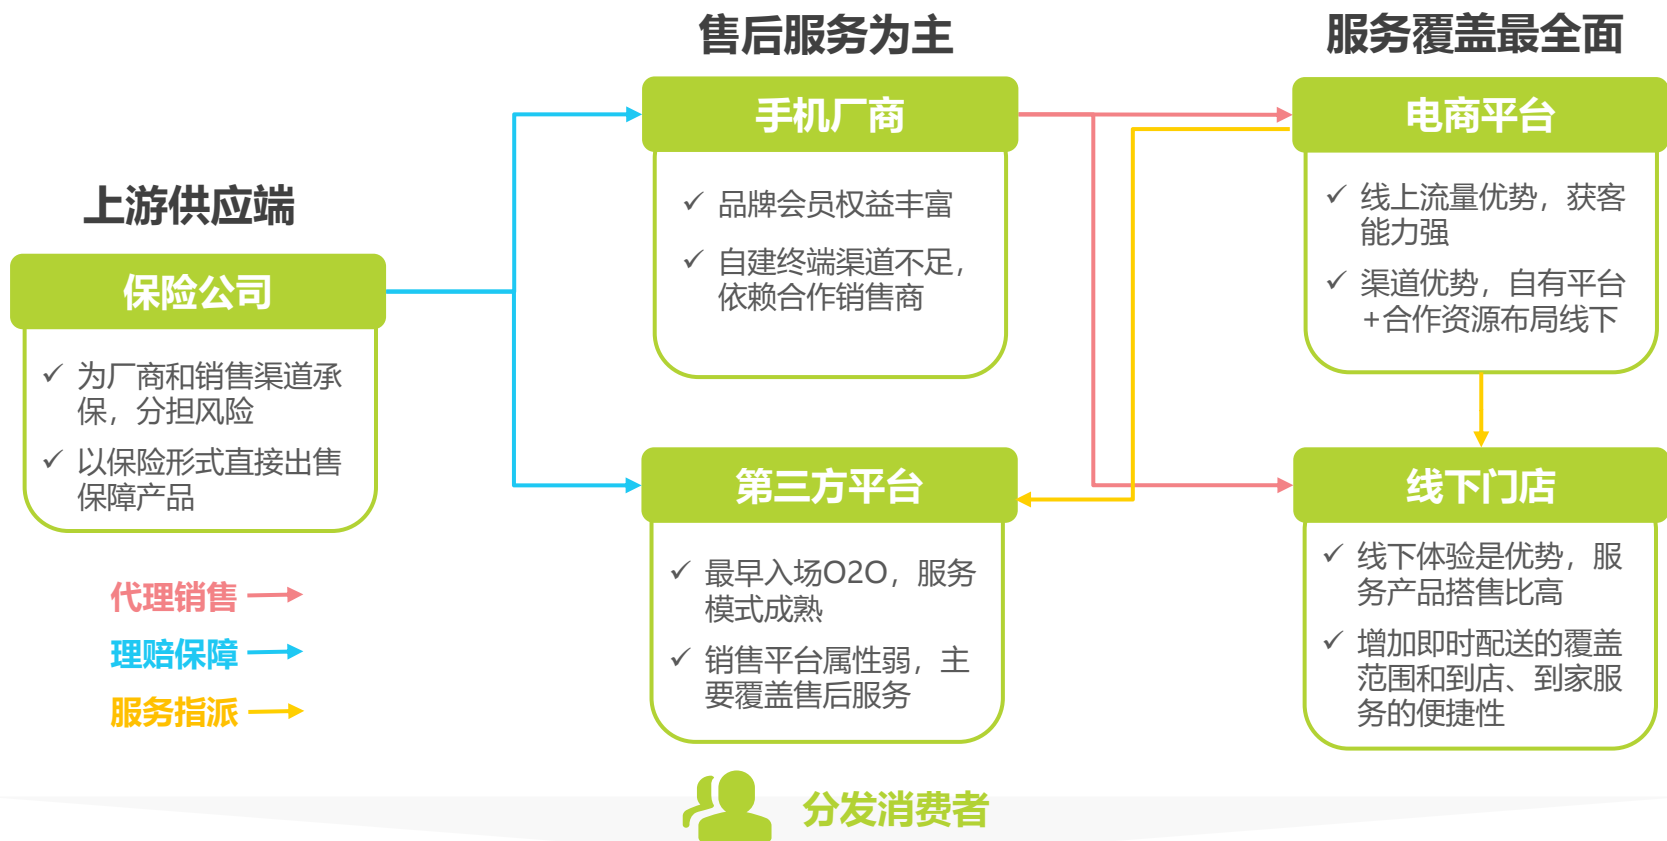 售后服务为主
服务覆盖最全面
上游供应端
保险公司
为厂商和销售渠道承
保，分担风险
以保险形式直接出售
保障产品
代理销售
理赔保障
服务指派
手机厂商
品牌会员权益丰富
自建终端渠道不足，
依赖合作销售商
第三方平台
最早入场O2O，服务
模式成熟
销售平台属性弱，主
要覆盖售后服务
电商平台
线上流量优势，获客
能力强
渠道优势，自有平台
+合作资源布局线下
线下门店
线下体验是优势，服
务产品搭售比高
增加即时配送的覆盖
范围和到店、到家服
务的便捷性
分发消费者